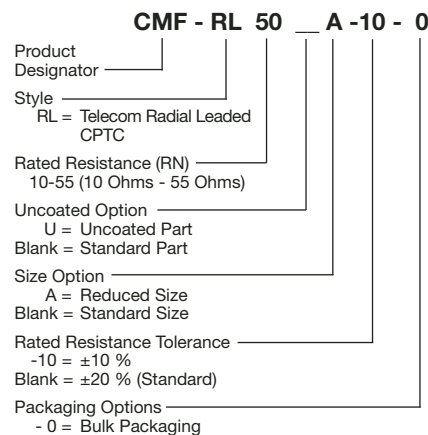 CMF - RL 50 __ A -10 - 0
Product
Designator
Style
RL = Telecom Radial Leaded
CPTC
Rated Resistance (RN)
10-55 (10 Ohms - 55 Ohms)
Uncoated Option
U = Uncoated Part
Blank = Standard Part
Size Option
A = Reduced Size
Blank = Standard Size
Rated Resistance Tolerance
-10 = ±10 %
Blank = ±20 % (Standard)
Packaging Options
- 0 = Bulk Packaging